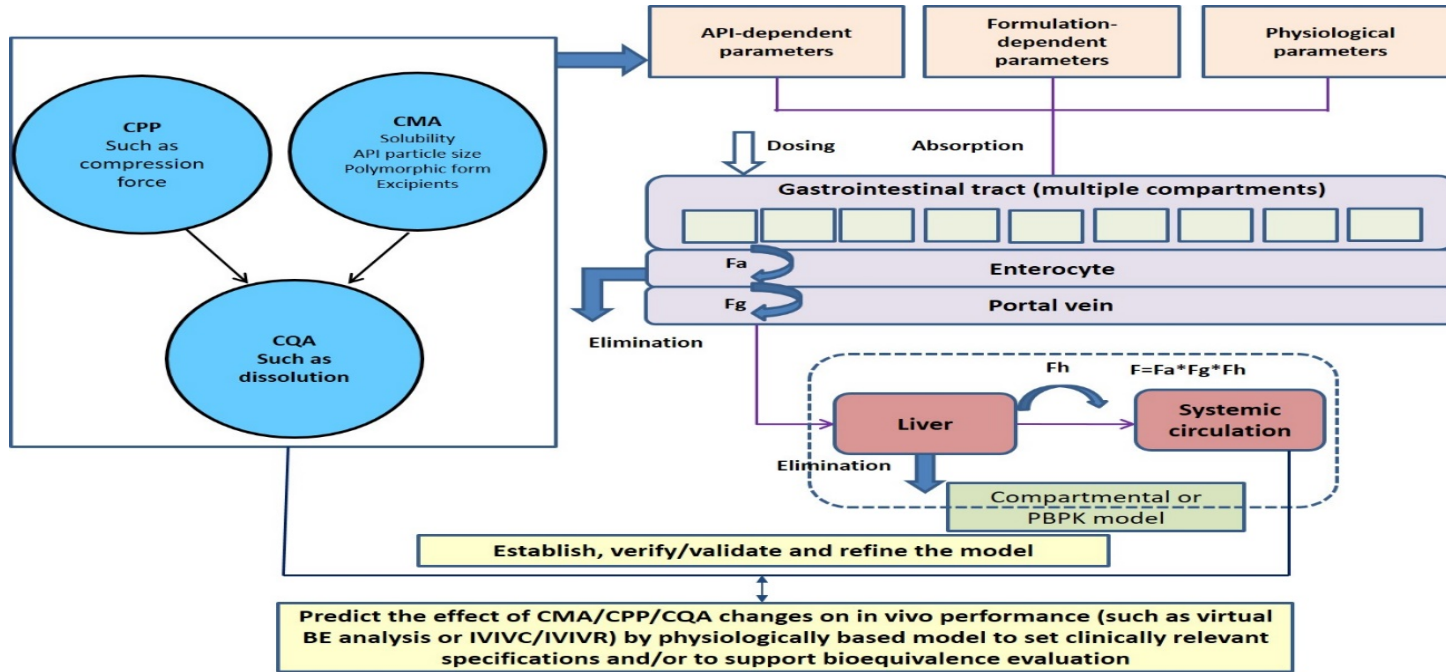 API-dependent
parameters
Formulation-
dependent
parameters
Physiological
parameters
CPP
Such as
compression
force
CMA
Solubility
API particle size
Polymorphic form
Excipients
CQA
Such as
dissolution
Dosing
Absorption
Gastrointestinal tract (multiple compartments)
Fa
Enterocyte
Fg
Portal vein
Elimination
Fh
F=Fa*Fg*Fh
Liver
Systemic
circulation
Elimination
Compartmental or
PBPK model
Establish, verify/validate and refine the model
Predict the effect of CMA/CPP/CQA changes on in vivo performance (such as virtual
BE analysis or IVIVC/IVIVR) by physiologically based model to set clinically relevant
specifications and/or to support bioequivalence evaluation